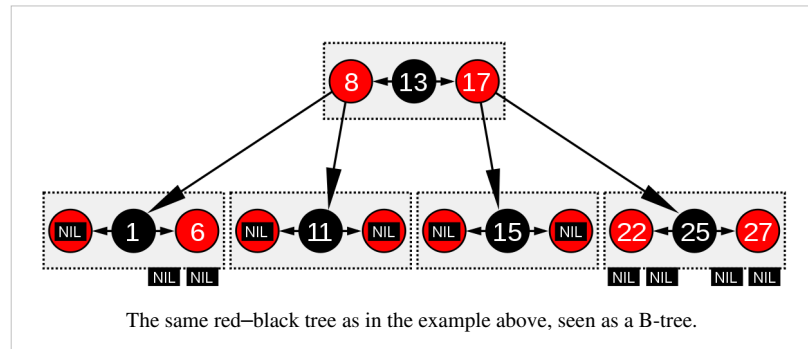 8 13 17
NIL 1 6 NIL 11 NIL NIL 15 NIL 22 25 27
NIL NIL NIL NIL NIL NIL
The same red–black tree as in the example above, seen as a B-tree.